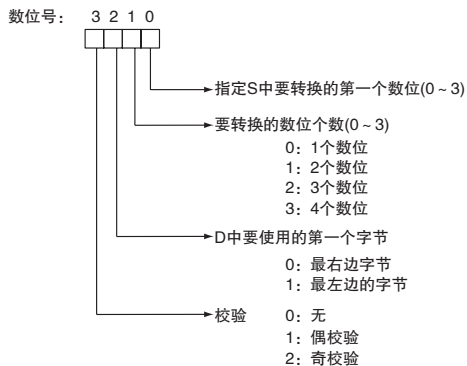 数位号： 3 2 1 0
指定S中要转换的第一个数位(0～3)
要转换的数位个数(0～3)
0：1个数位
1：2个数位
2：3个数位
3：4个数位
D中要使用的第一个字节
0：最右边字节
1：最左边的字节
校验 0：无
1：偶校验
2：奇校验